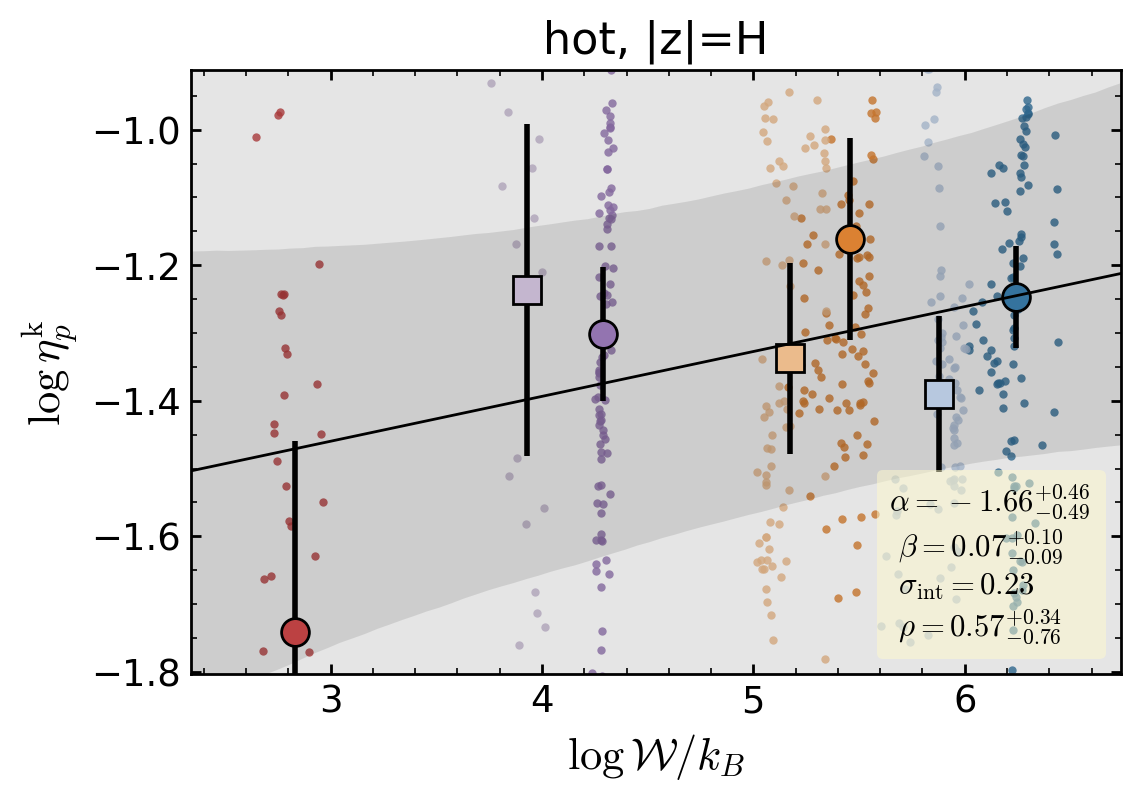 hot, |z|=H
log η_p^k
−1.0
−1.2
−1.4
−1.6
−1.8
α = − 1.66^{+0.46}_{−0.49}
β = 0.07^{+0.10}_{−0.09}
σ_int = 0.23
ρ = 0.57^{+0.34}_{−0.76}
3 4 5 6
log 𝒲/k_B